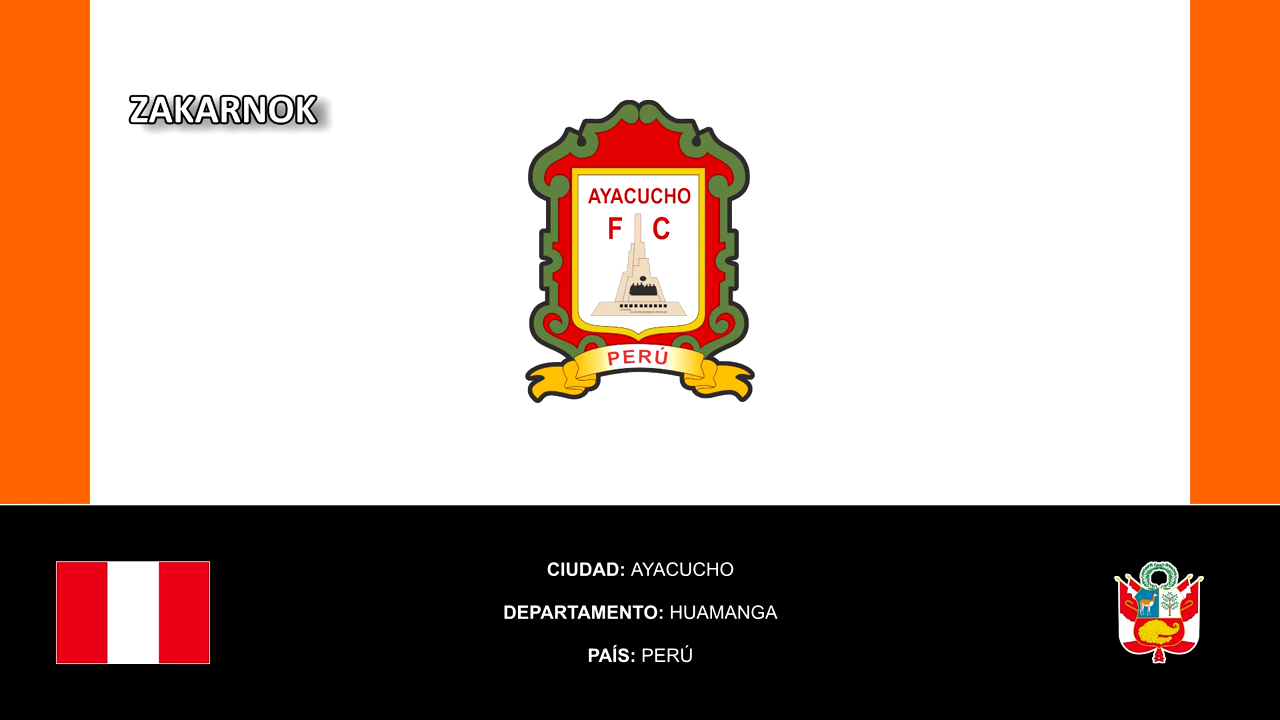 ZAKARNOK
AYACUCHO
F C
PERÚ
CIUDAD: AYACUCHO
DEPARTAMENTO: HUAMANGA
PAÍS: PERÚ